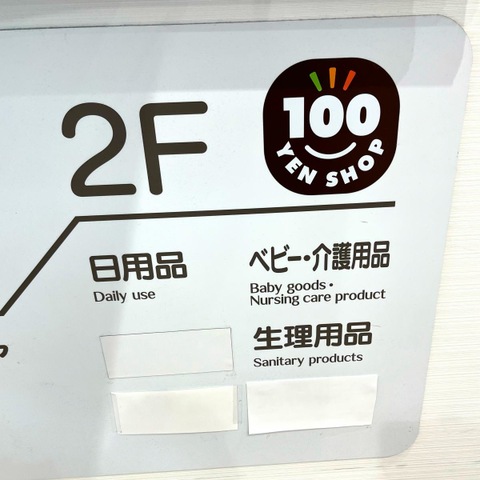 2F
100
YEN SHOP
日用品
Daily use
ベビー・介護用品
Baby goods・
Nursing care product
生理用品
Sanitary products